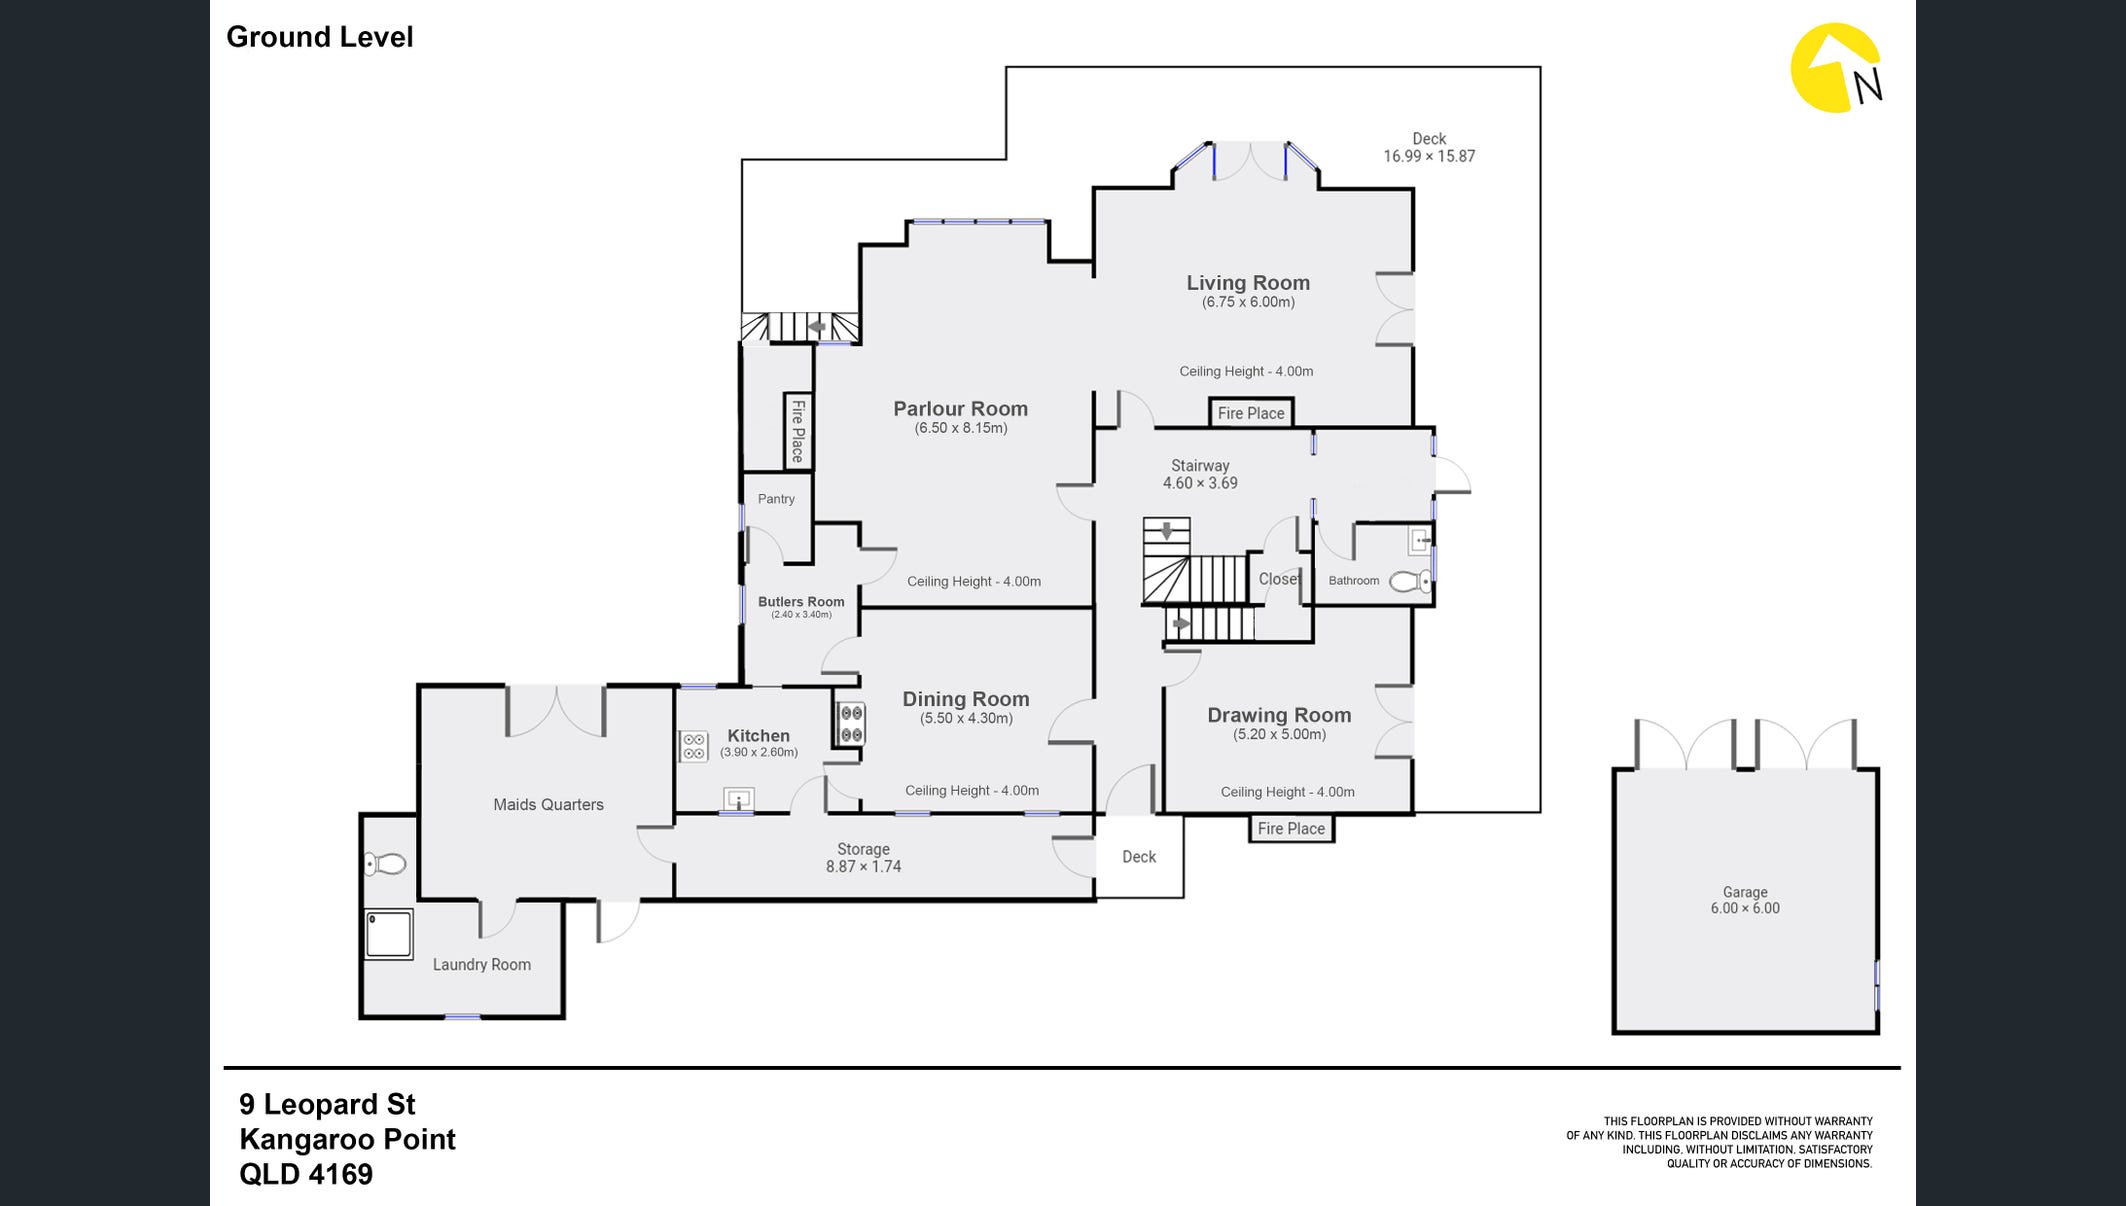 Ground Level
N
Deck
16.99 × 15.87
Living Room
(6.75 x 6.00m)
Ceiling Height - 4.00m
Fire Place
Parlour Room
(6.50 x 8.15m)
Ceiling Height - 4.00m
Fire Place
Stairway
4.60 × 3.69
Pantry
Closet
Bathroom
Butlers Room
(2.40 x 3.40m)
Dining Room
(5.50 x 4.30m)
Ceiling Height - 4.00m
Drawing Room
(5.20 x 5.00m)
Ceiling Height - 4.00m
Fire Place
Kitchen
(3.90 x 2.60m)
Maids Quarters
Storage
8.87 × 1.74
Deck
Laundry Room
Garage
6.00 × 6.00
9 Leopard St
Kangaroo Point
QLD 4169
THIS FLOORPLAN IS PROVIDED WITHOUT WARRANTY
OF ANY KIND. THIS FLOORPLAN DISCLAIMS ANY WARRANTY
INCLUDING, WITHOUT LIMITATION, SATISFACTORY
QUALITY OR ACCURACY OF DIMENSIONS.